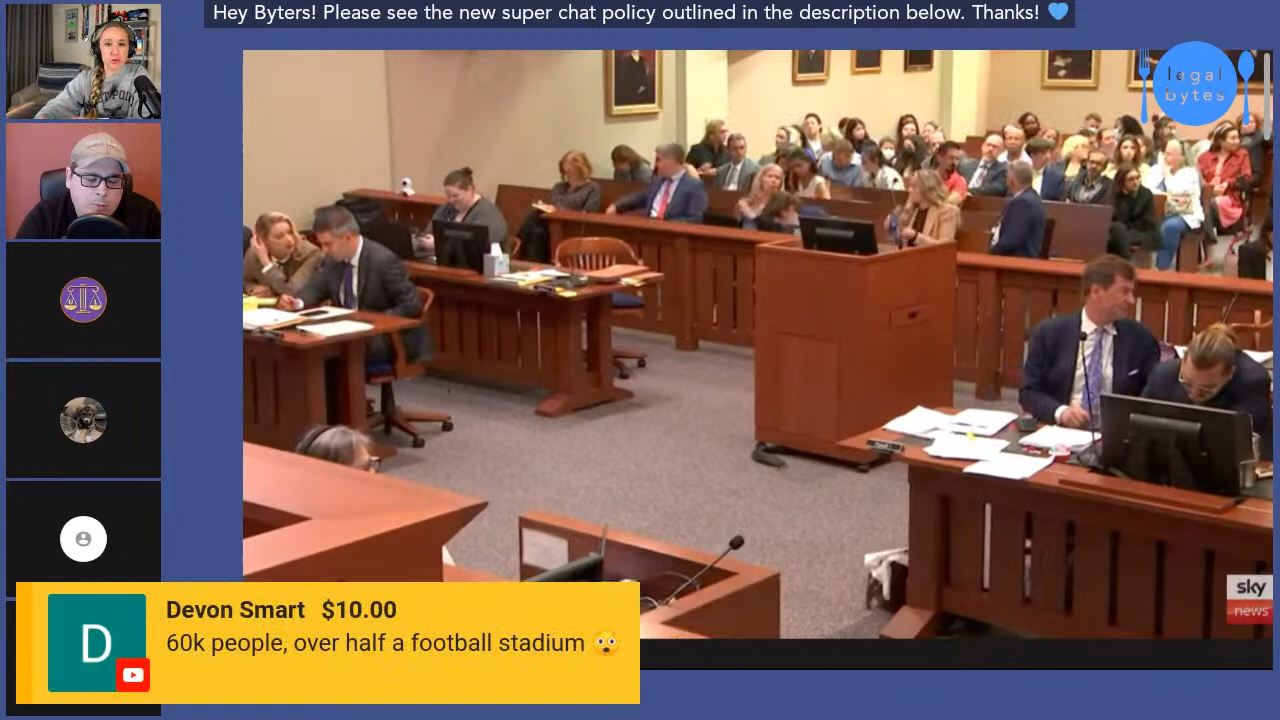 Hey Byters! Please see the new super chat policy outlined in the description below. Thanks! 💙
legal
bytes
sky
news
D
Devon Smart $10.00
60k people, over half a football stadium 😳